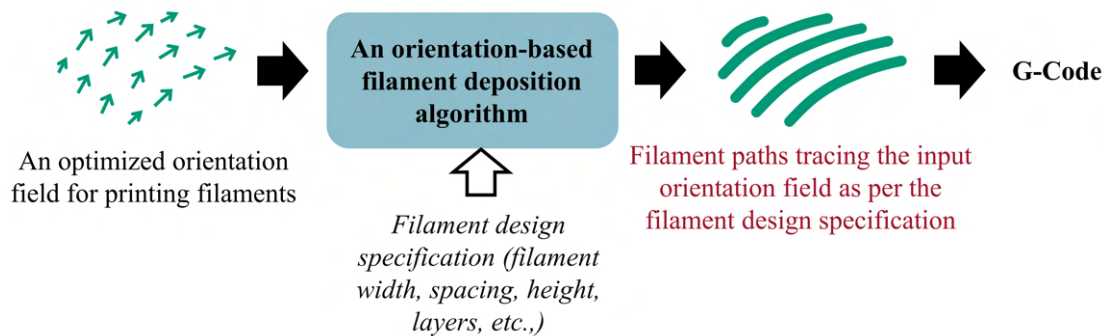 An orientation-based
filament deposition
algorithm
G-Code
An optimized orientation
field for printing filaments
Filament paths tracing the input
orientation field as per the
filament design specification
Filament design
specification (filament
width, spacing, height,
layers, etc.,)